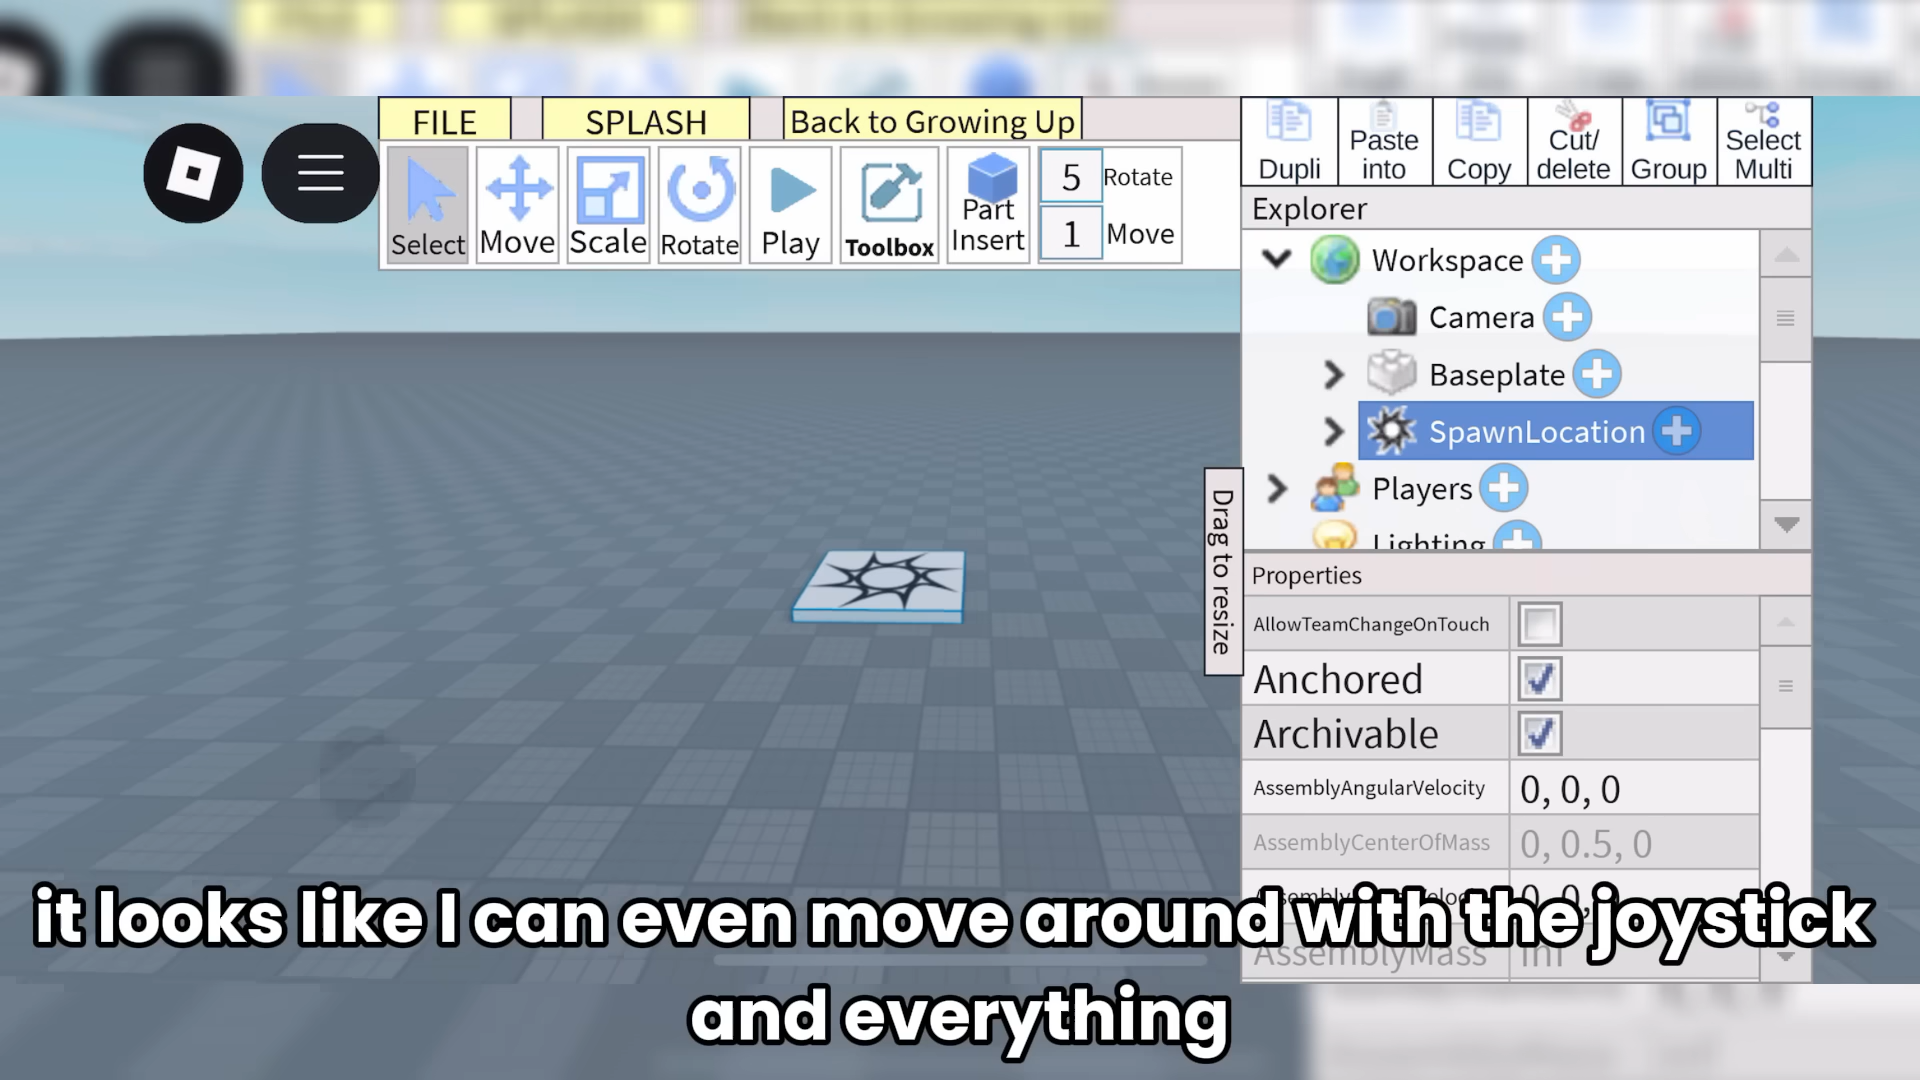 FILE
SPLASH
Back to Growing Up
Select
Move
Scale
Rotate
Play
Toolbox
Part
Insert
5 Rotate
1 Move
Dupli
Paste
into
Copy
Cut/
delete
Group
Select
Multi
Explorer
Workspace
Camera
Baseplate
SpawnLocation
Players
Lighting
Drag to resize
Properties
AllowTeamChangeOnTouch
Anchored
Archivable
AssemblyAngularVelocity 0, 0, 0
AssemblyCenterOfMass 0, 0.5, 0
AssemblyMass inf
it looks like I can even move around with the joystick
and everything